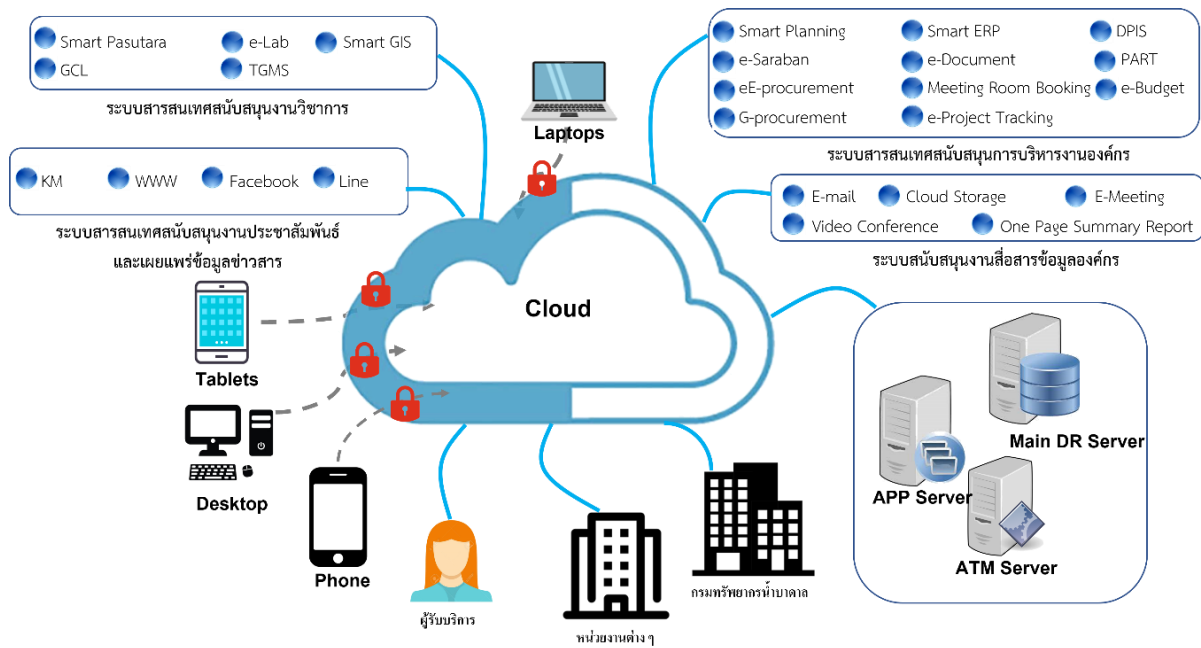 Smart Pasutara e-Lab Smart GIS
GCL TGMS
ระบบสารสนเทศสนับสนุนงานวิชาการ
Laptops
Smart Planning Smart ERP DPIS
e-Saraban e-Document PART
eE-procurement Meeting Room Booking e-Budget
G-procurement e-Project Tracking
ระบบสารสนเทศสนับสนุนการบริหารงานองค์กร
KM WWW Facebook Line
ระบบสารสนเทศสนับสนุนงานประชาสัมพันธ์
และเผยแพร่ข้อมูลข่าวสาร
E-mail Cloud Storage E-Meeting
Video Conference One Page Summary Report
ระบบสนับสนุนงานสื่อสารข้อมูลองค์กร
Cloud
Tablets
Desktop
Phone
Main DR Server
APP Server
ATM Server
ผู้รับบริการ
หน่วยงานต่าง ๆ
กรมทรัพยากรน้ำบาดาล